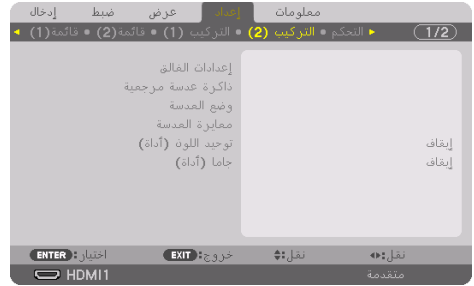 إدخال ضبط عرض إعداد معلومات
قائمة(1) • قائمة(2) • التركيب (1) • التركيب (2) • التحكم (1/2)
إعدادات الغالق
ذاكرة عدسة مرجعية
وضع العدسة
معايرة العدسة
توحيد اللون (أداة) إيقاف
جاما (أداة) إيقاف
ENTER :اختيار EXIT :خروج نقل: نقل:
HDMI1 متقدمة